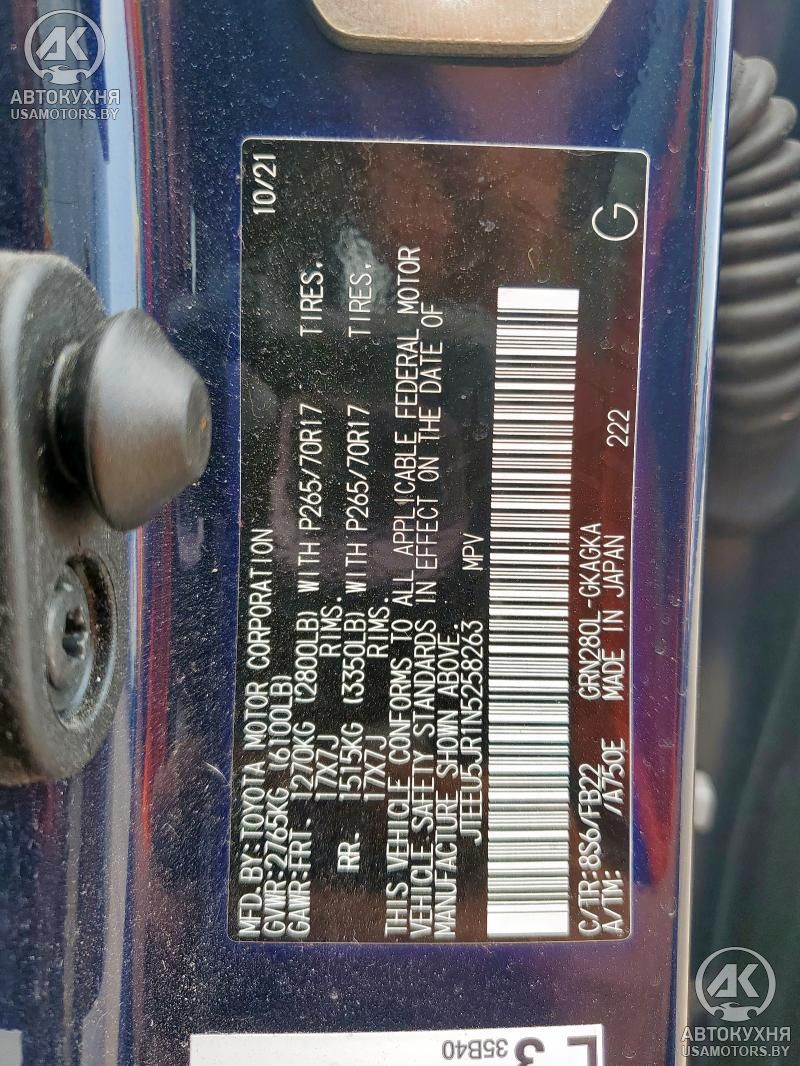 AK
АВТОКУХНЯ
USAMOTORS.BY
10/21
MFD.BY:TOYOTA MOTOR CORPORATION
GVWR:2765KG (6100LB)
GAWR:FRT. 1270KG (2800LB) WITH P265/70R17 TIRES,
17X7J RIMS.
RR. 1515KG (3350LB) WITH P265/70R17 TIRES,
17X7J RIMS.
THIS VEHICLE CONFORMS TO ALL APPLICABLE FEDERAL MOTOR
VEHICLE SAFETY STANDARDS IN EFFECT ON THE DATE OF
MANUFACTURE SHOWN ABOVE.
JTEEU5JR1N5258263 MPV
C/TR:8S6/FB22 GRN280L-GKAGKA
A/TM: /A750E MADE IN JAPAN 222
G
35B40
AK
АВТОКУХНЯ
USAMOTORS.BY